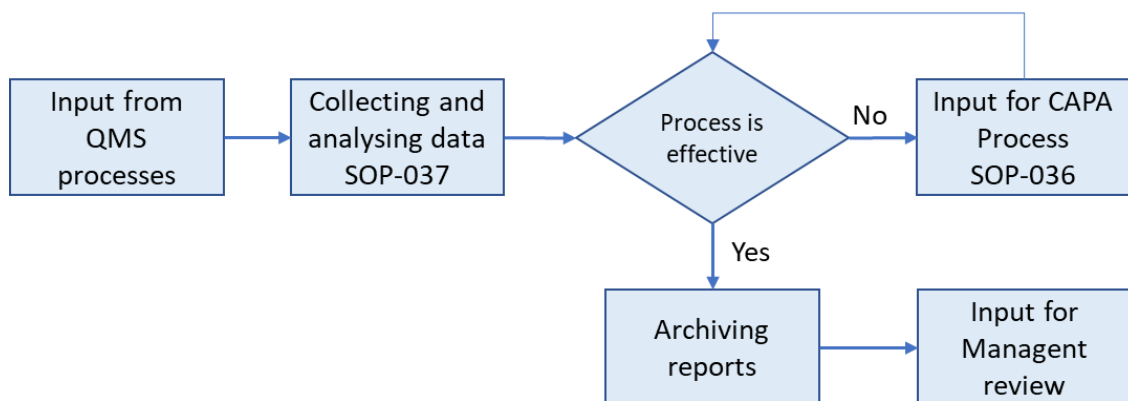 Input from
QMS
processes
Collecting and
analysing data
SOP-037
Process is
effective
No
Input for CAPA
Process
SOP-036
Yes
Archiving
reports
Input for
Managent
review